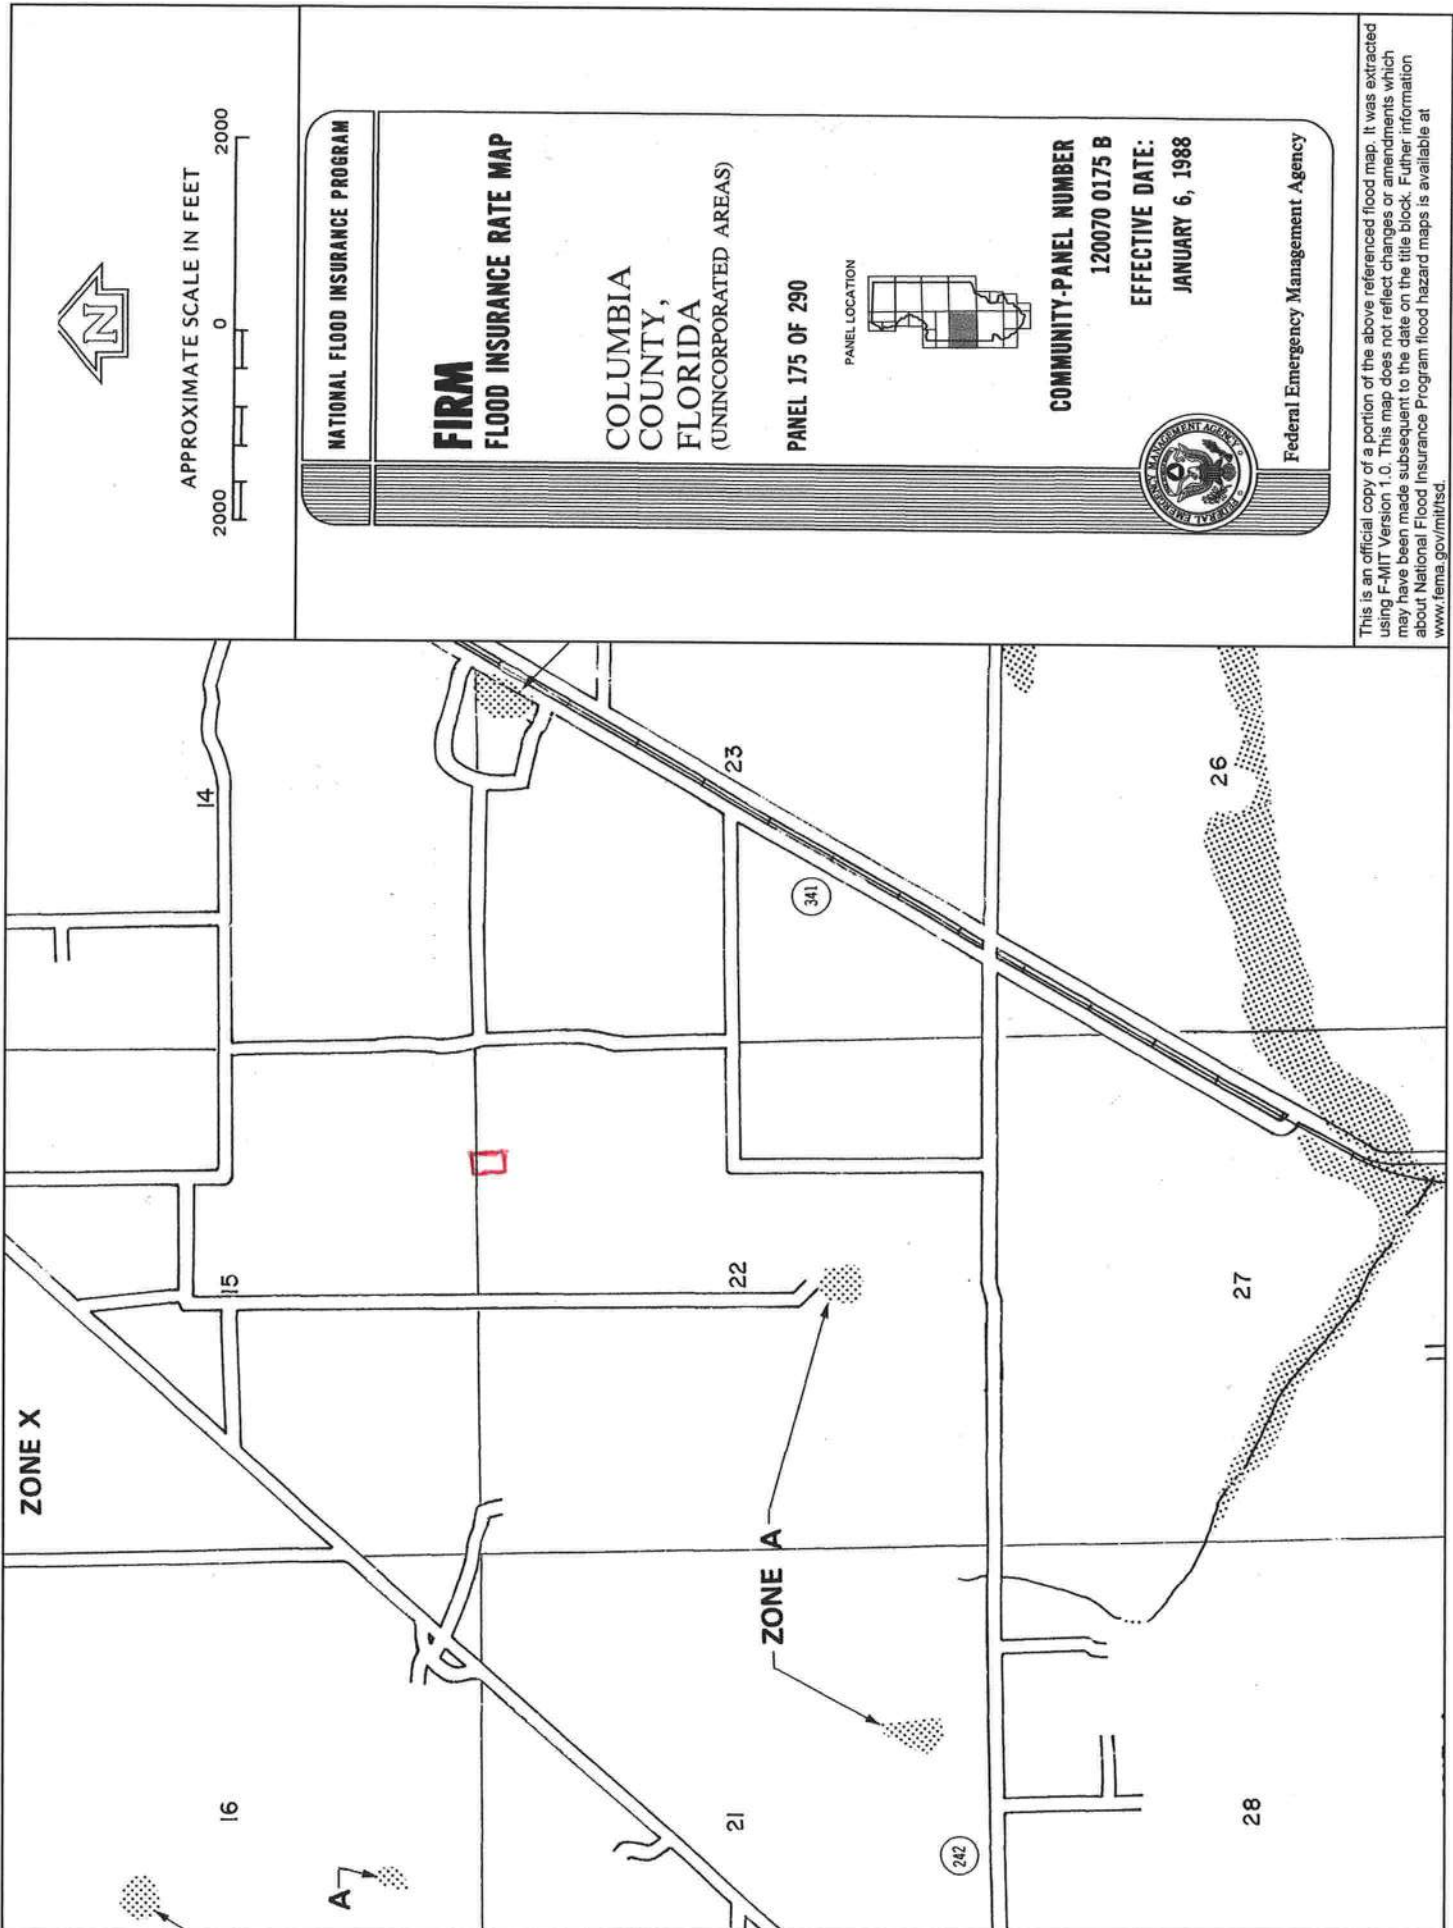 APPROXIMATE SCALE IN FEET
2000 0 2000
N
NATIONAL FLOOD INSURANCE PROGRAM
FIRM
FLOOD INSURANCE RATE MAP
COLUMBIA
COUNTY,
FLORIDA
(UNINCORPORATED AREAS)
PANEL 175 OF 290
PANEL LOCATION
COMMUNITY-PANEL NUMBER
120070 0175 B
EFFECTIVE DATE:
JANUARY 6, 1988
FEDERAL EMERGENCY MANAGEMENT AGENCY
Federal Emergency Management Agency
This is an official copy of a portion of the above referenced flood map. It was extracted
using F-MIT Version 1.0. This map does not reflect changes or amendments which
may have been made subsequent to the date on the title block. Futher information
about National Flood Insurance Program flood hazard maps is available at
www.fema.gov/mit/tsd.
ZONE X
16
15
14
A
21
22
23
ZONE A
341
242
28
27
26